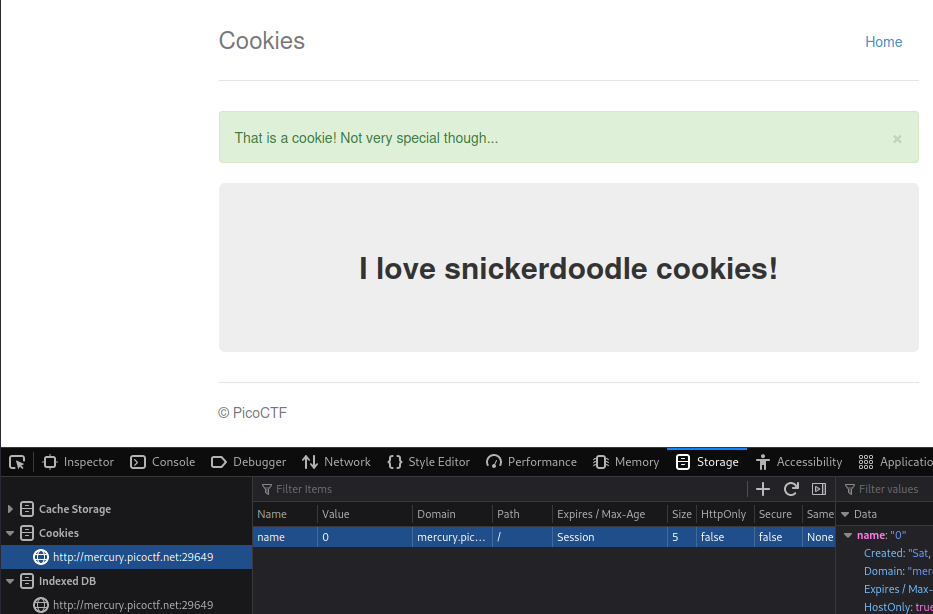 Cookies Home
That is a cookie! Not very special though... ×
I love snickerdoodle cookies!
© PicoCTF
Inspector Console Debugger Network Style Editor Performance Memory Storage Accessibility Applicatio
Filter Items Filter values
Cache Storage
Cookies
http://mercury.picoctf.net:29649
Indexed DB
http://mercury.picoctf.net:29649
Name Value Domain Path Expires / Max-Age Size HttpOnly Secure Same
name 0 mercury.pic... / Session 5 false false None
Data
name: "0"
Created: "Sat,
Domain: "mer
Expires / Max-
HostOnly: true